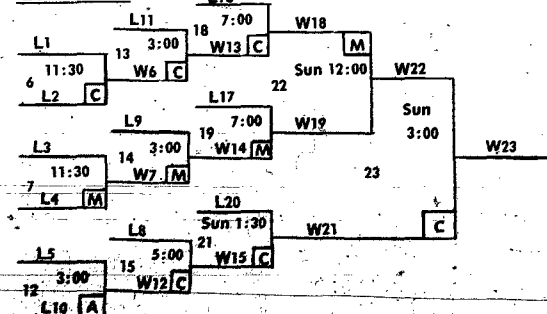 W18
L11
18
7:00
L1
13
3:00
W13
C
M
11:30
W6
C
Sun 12:00
W22
6
L2
C
22
L17
Sun
3:00
L9
19
7:00
W19
L3
14
3:00
W14
M
W23
11:30
W7
M
23
7
L4
M
L20
Sun 1:30
W21
C
L8
21
5:00
W15
C
L5
15
3:00
W12
C
12
L10
A